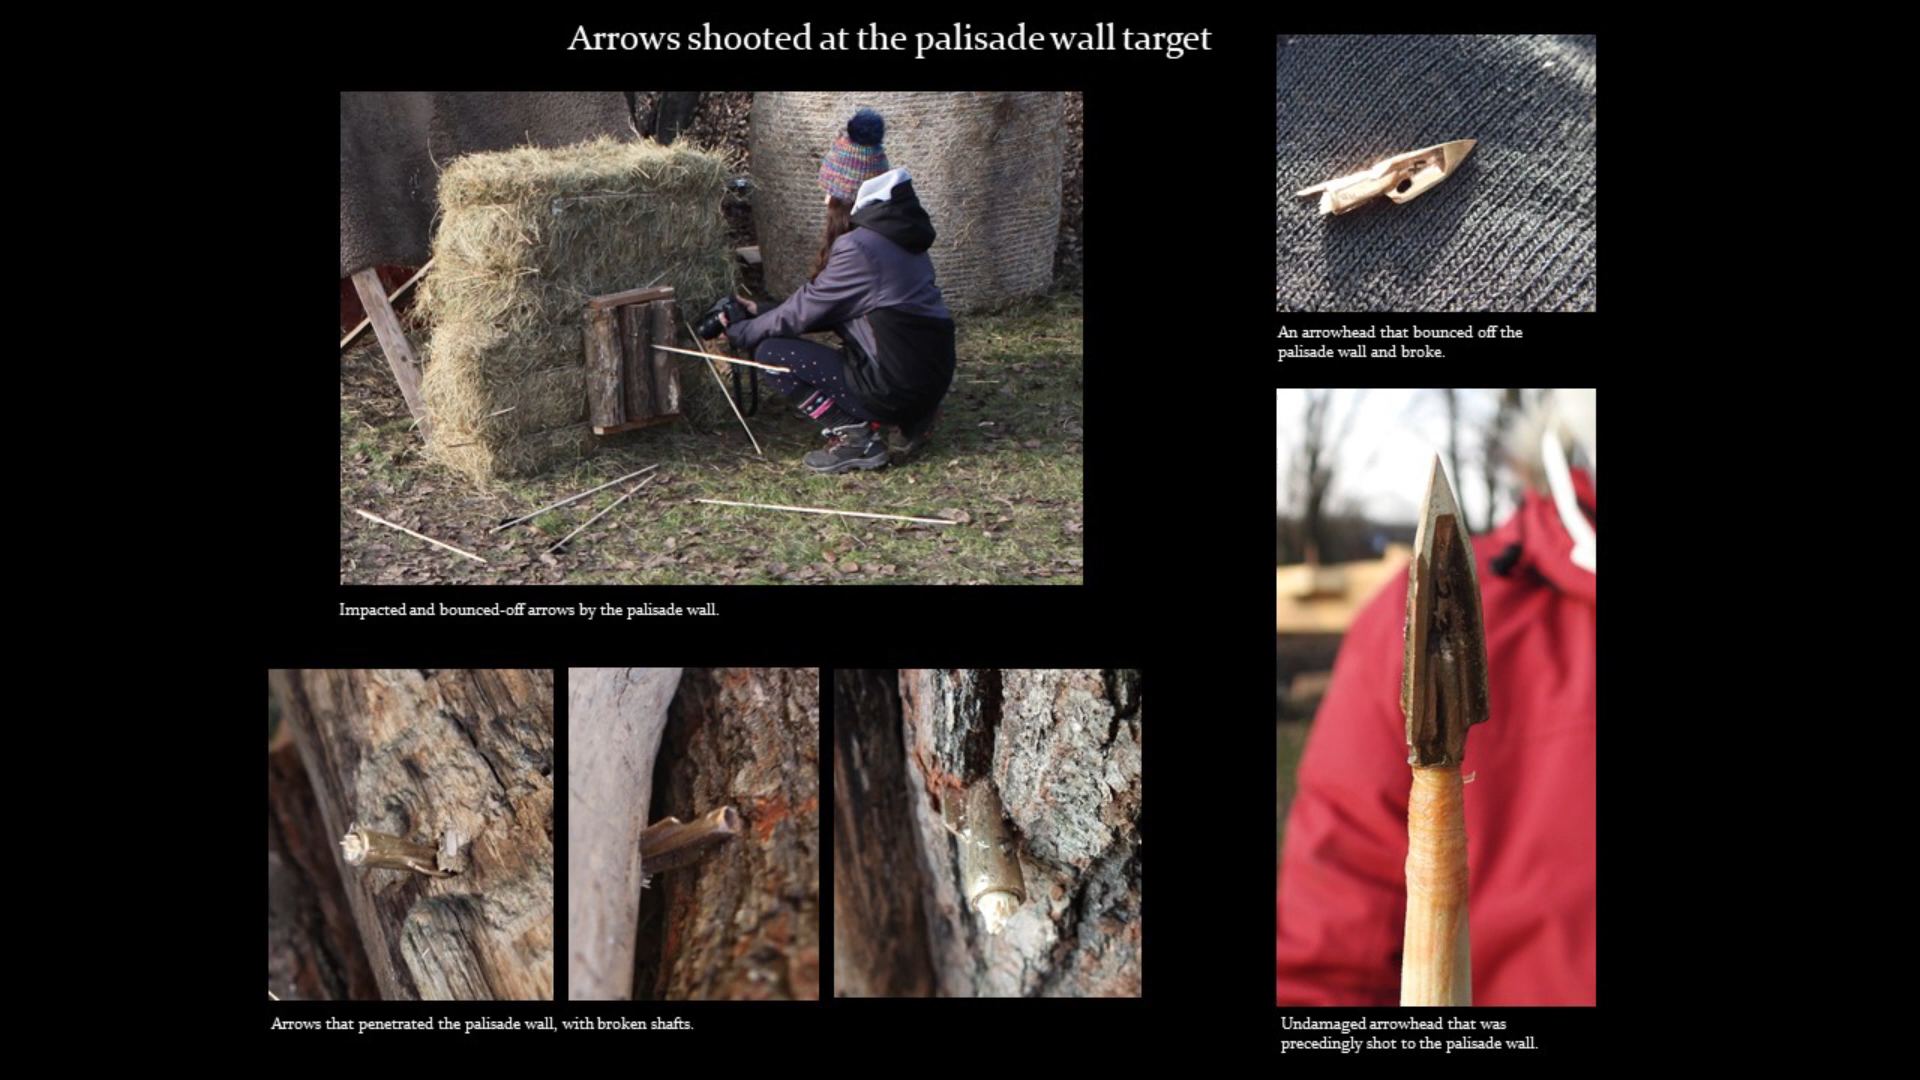 Arrows shooted at the palisade wall target
An arrowhead that bounced off the
palisade wall and broke.
Impacted and bounced-off arrows by the palisade wall.
Arrows that penetrated the palisade wall, with broken shafts.
Undamaged arrowhead that was
precedingly shot to the palisade wall.